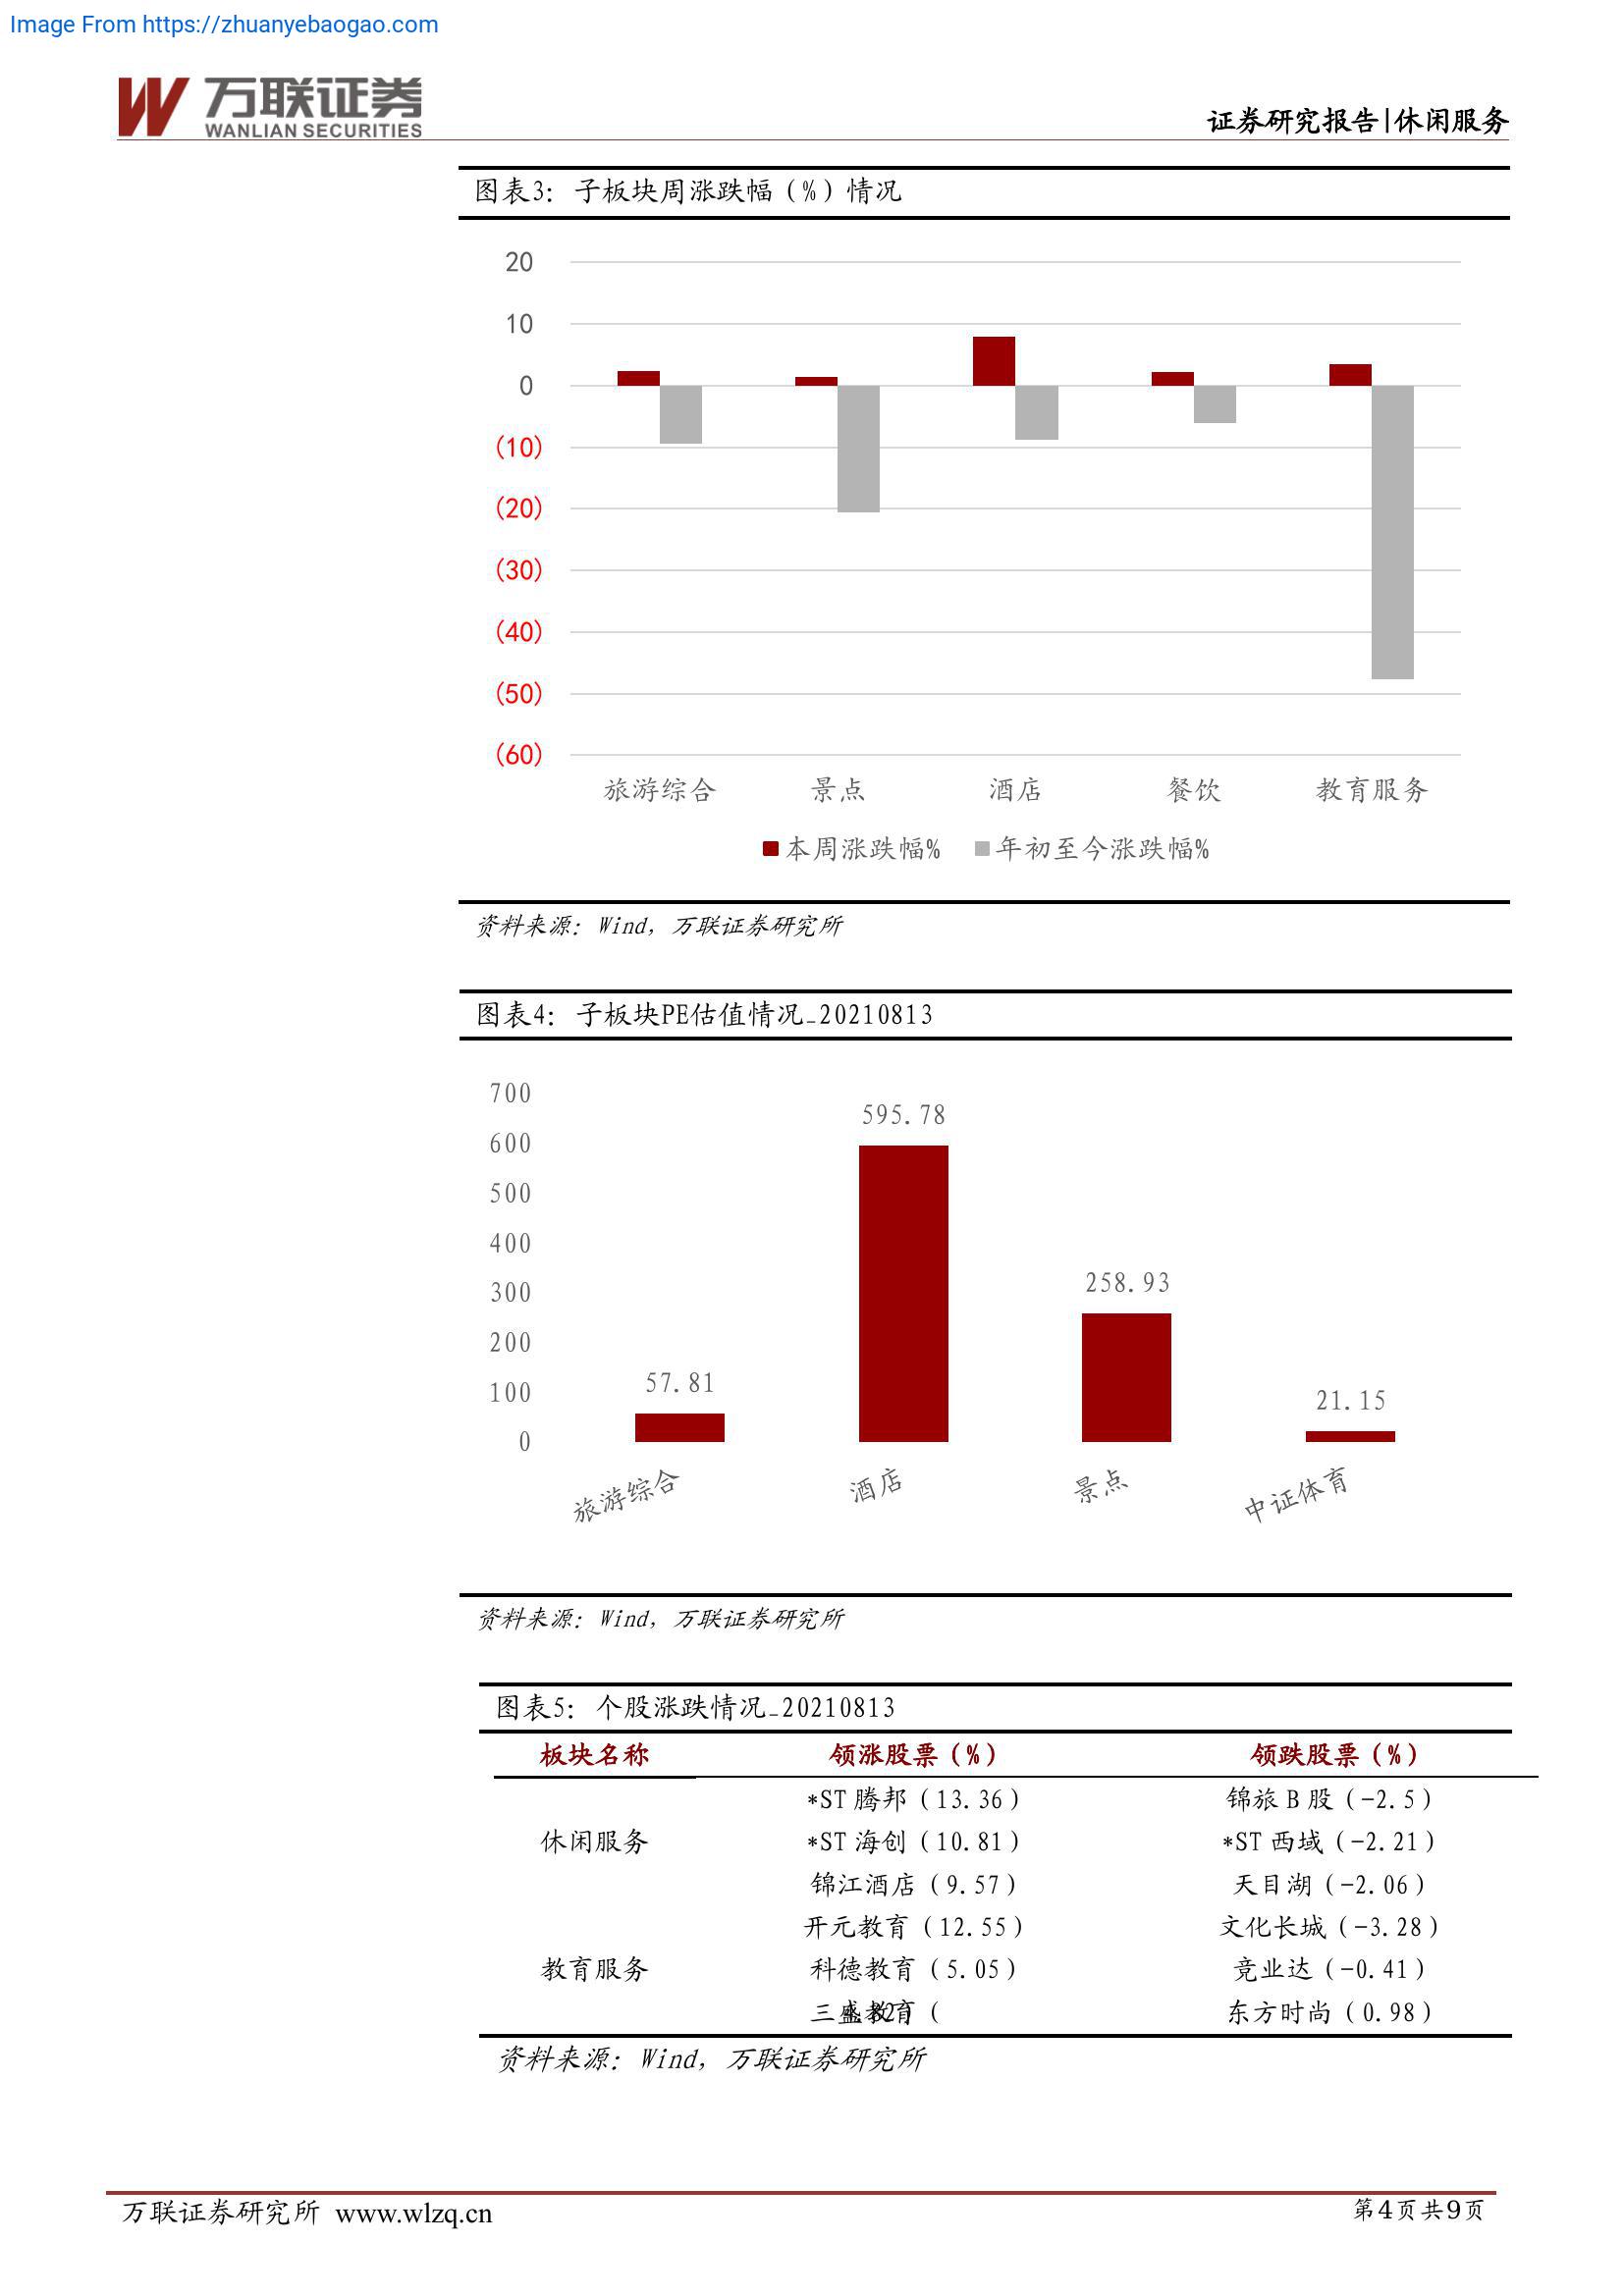 Image From https://zhuanyebaogao.com
万联证券
WANLIAN SECURITIES
证券研究报告|休闲服务
图表3：子板块周涨跌幅（%）情况
20
10
0
(10)
(20)
(30)
(40)
(50)
(60)
旅游综合 景点 酒店 餐饮 教育服务
本周涨跌幅% 年初至今涨跌幅%
资料来源：Wind，万联证券研究所
图表4：子板块PE估值情况_20210813
700
600
500
400
300
200
100
0
57.81 595.78 258.93 21.15
旅游综合 酒店 景点 中证体育
资料来源：Wind，万联证券研究所
图表5：个股涨跌情况_20210813
板块名称 领涨股票（%） 领跌股票（%）
*ST 腾邦（13.36） 锦旅 B 股（-2.5）
休闲服务 *ST 海创（10.81） *ST 西域（-2.21）
锦江酒店（9.57） 天目湖（-2.06）
开元教育（12.55） 文化长城（-3.28）
教育服务 科德教育（5.05） 竞业达（-0.41）
三盛教育（ 东方时尚（0.98）
资料来源：Wind，万联证券研究所
万联证券研究所 www.wlzq.cn 第4页共9页